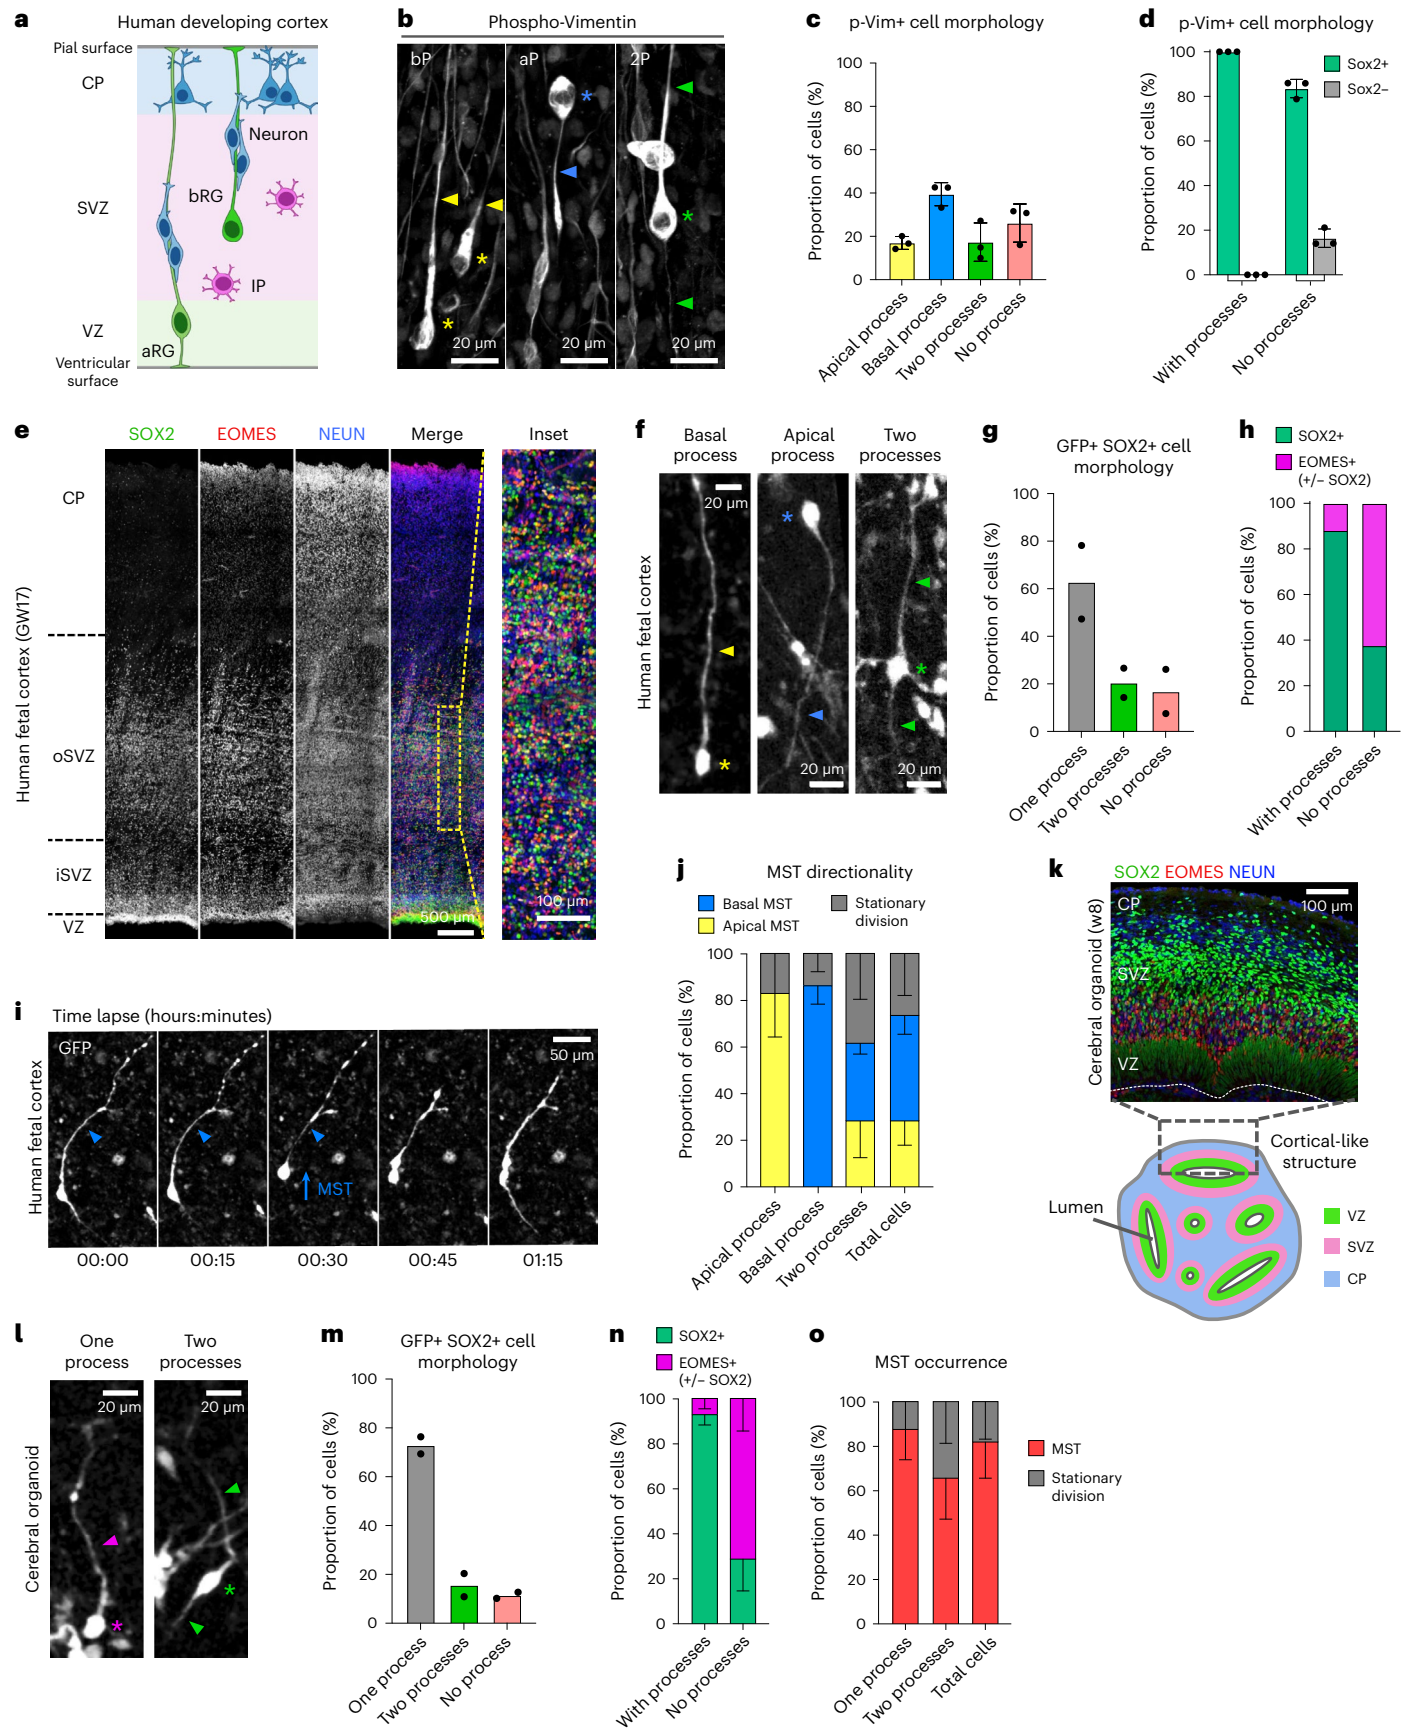 a
Human developing cortex
Pial surface
CP
SVZ
VZ
Ventricular
surface
Neuron
bRG
IP
aRG
b
Phospho-Vimentin
bP
aP
2P
*
*
*
*
20 µm
20 µm
20 µm
c
p-Vim+ cell morphology
Proportion of cells (%)
100
80
60
40
20
0
Apical process
Basal process
Two processes
No process
d
p-Vim+ cell morphology
Proportion of cells (%)
100
80
60
40
20
0
Sox2+
Sox2–
With processes
No processes
e
SOX2
EOMES
NEUN
Merge
Inset
Human fetal cortex (GW17)
CP
oSVZ
iSVZ
VZ
500 µm
100 µm
f
Basal
process
Apical
process
Two
processes
Human fetal cortex
20 µm
*
*
*
20 µm
20 µm
g
GFP+ SOX2+ cell
morphology
Proportion of cells (%)
100
80
60
40
20
0
One process
Two processes
No process
h
SOX2+
EOMES+
(+/– SOX2)
Proportion of cells (%)
100
80
60
40
20
0
With processes
No processes
i
Time lapse (hours:minutes)
Human fetal cortex
GFP
MST
50 µm
00:00
00:15
00:30
00:45
01:15
j
MST directionality
Basal MST
Apical MST
Stationary
division
Proportion of cells (%)
100
80
60
40
20
0
Apical process
Basal process
Two processes
Total cells
k
SOX2 EOMES NEUN
Cerebral organoid (w8)
CP
100 µm
SVZ
VZ
Cortical-like
structure
Lumen
VZ
SVZ
CP
l
One
process
Two
processes
Cerebral organoid
20 µm
20 µm
*
*
m
GFP+ SOX2+ cell
morphology
Proportion of cells (%)
100
80
60
40
20
0
One process
Two processes
No process
n
SOX2+
EOMES+
(+/– SOX2)
Proportion of cells (%)
100
80
60
40
20
0
With processes
No processes
o
MST occurrence
Proportion of cells (%)
100
80
60
40
20
0
MST
Stationary
division
One process
Two processes
Total cells